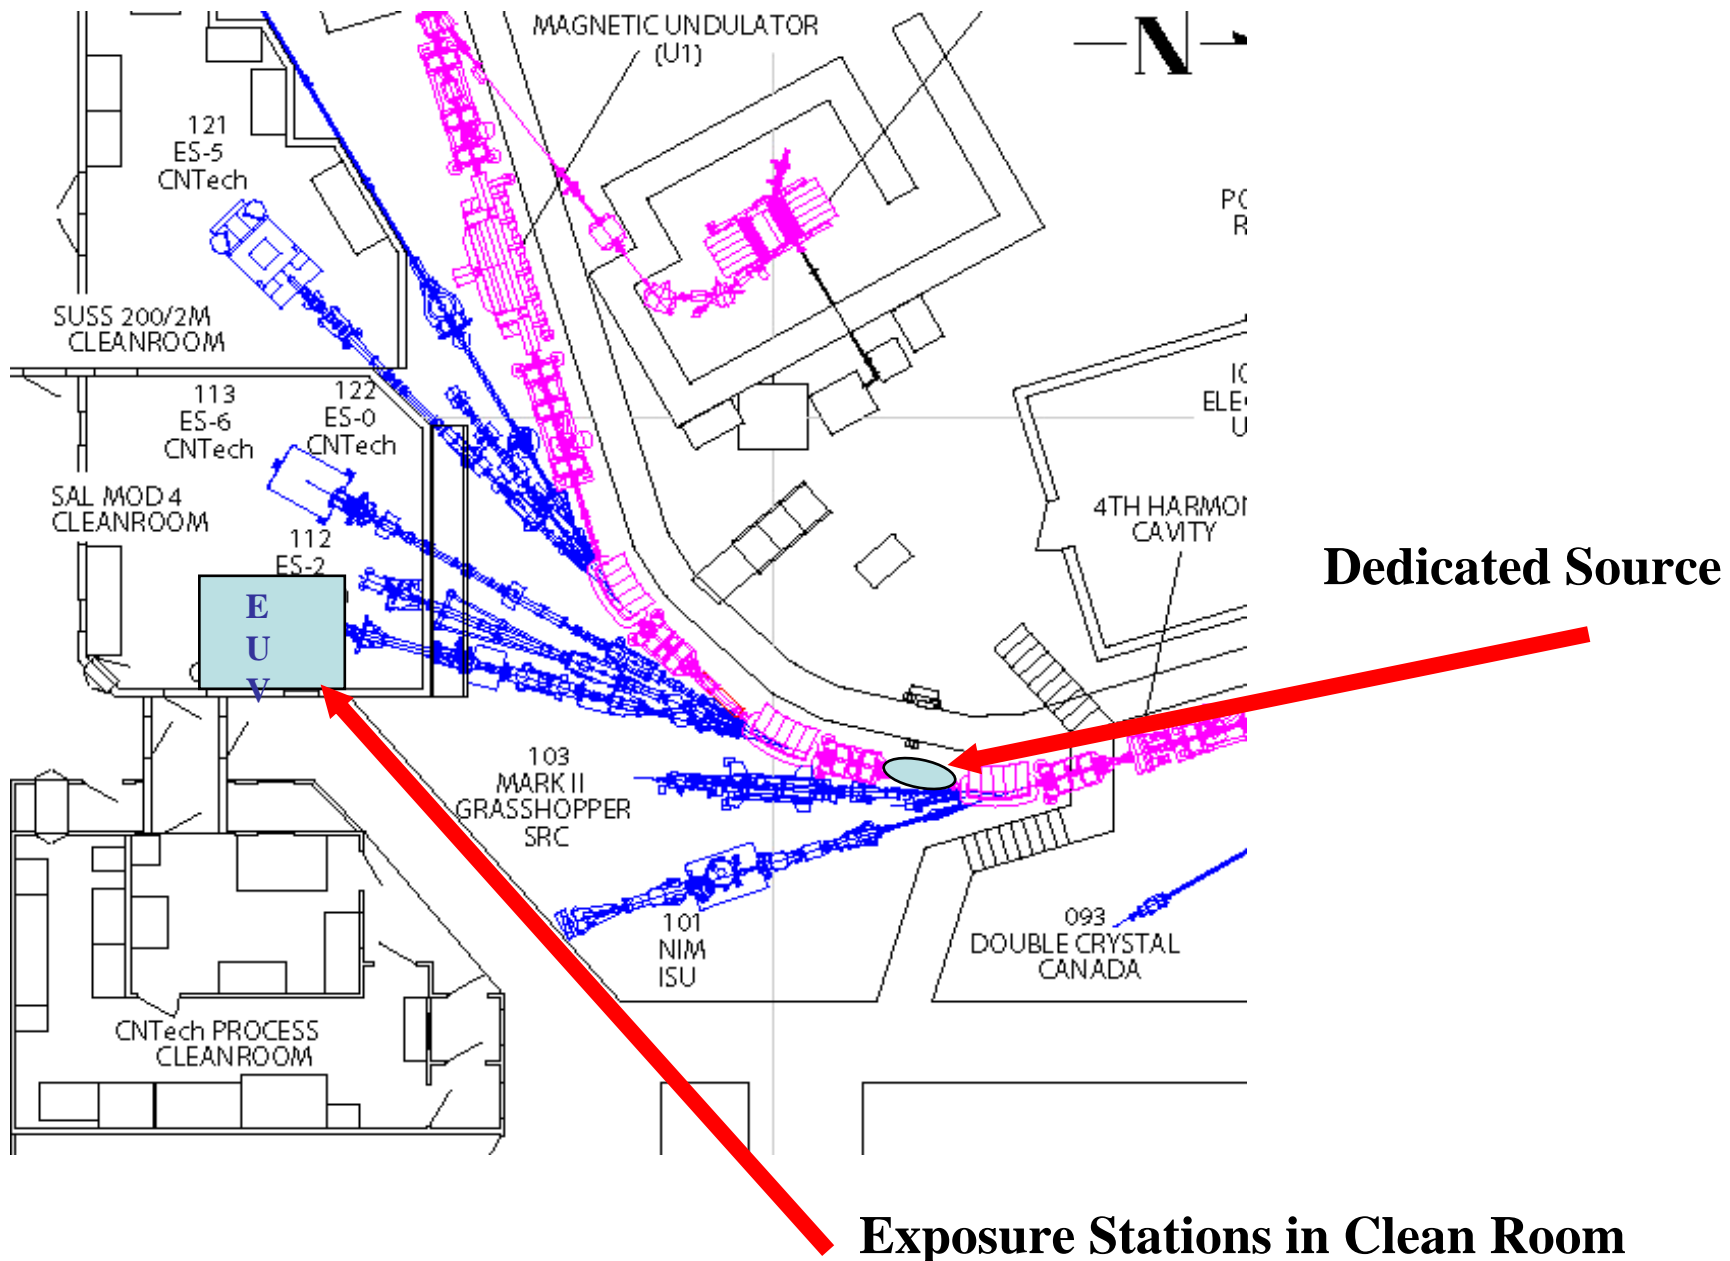 MAGNETIC UNDULATOR
(U1)
N
121
ES-5
CNTech
SUSS 200/2M
CLEANROOM
113
ES-6
CNTech
122
ES-0
CNTech
SAL MOD 4
CLEANROOM
112
ES-2
E
U
V
4TH HARMON
CAVITY
Dedicated Source
103
MARK II
GRASSHOPPER
SRC
101
NIM
ISU
093
DOUBLE CRYSTAL
CANADA
CNTech PROCESS
CLEANROOM
Exposure Stations in Clean Room